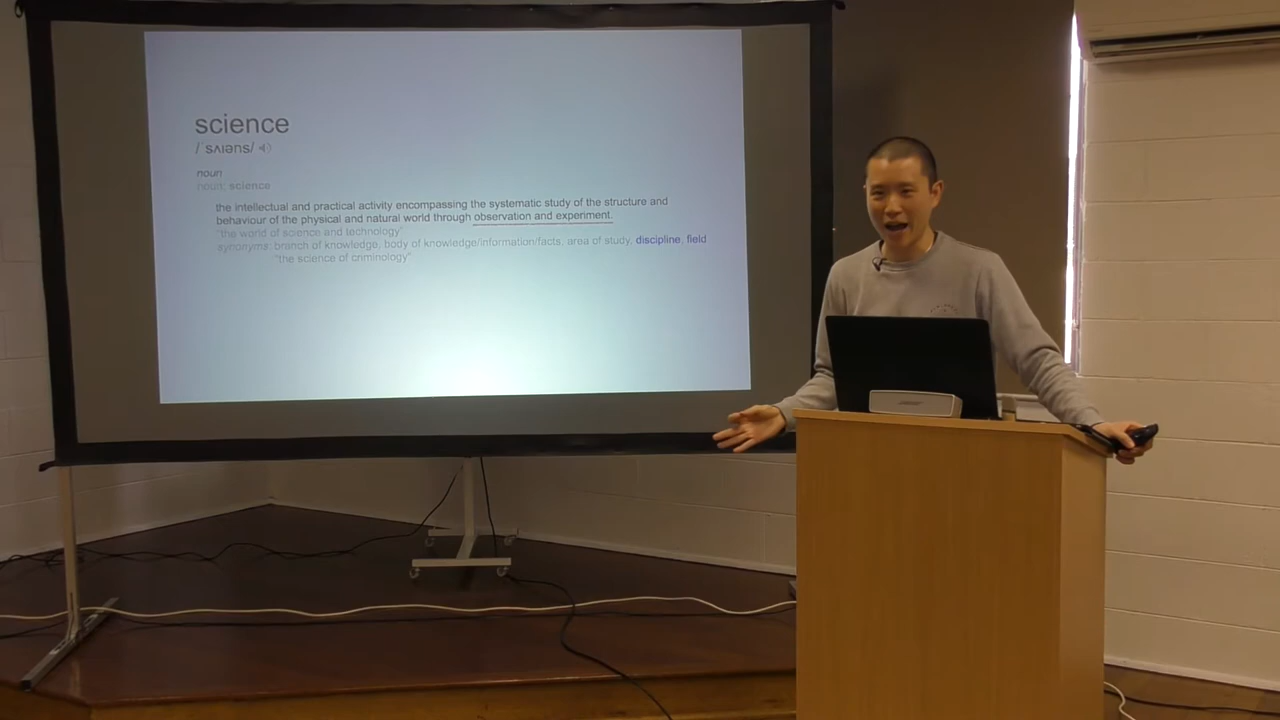 science
/ˈsʌɪəns/
noun
noun: science
the intellectual and practical activity encompassing the systematic study of the structure and
behaviour of the physical and natural world through observation and experiment.
"the world of science and technology"
synonyms: branch of knowledge, body of knowledge/information/facts, area of study, discipline, field
"the science of criminology"
BOSE